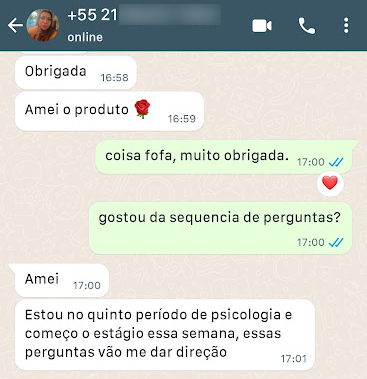 +55 21
online
Obrigada
16:58
Amei o produto 🌹
16:59
coisa fofa, muito obrigada.
17:00
gostou da sequencia de perguntas?
17:00
Amei
17:00
Estou no quinto período de psicologia e
começo o estágio essa semana, essas
perguntas vão me dar direção
17:01